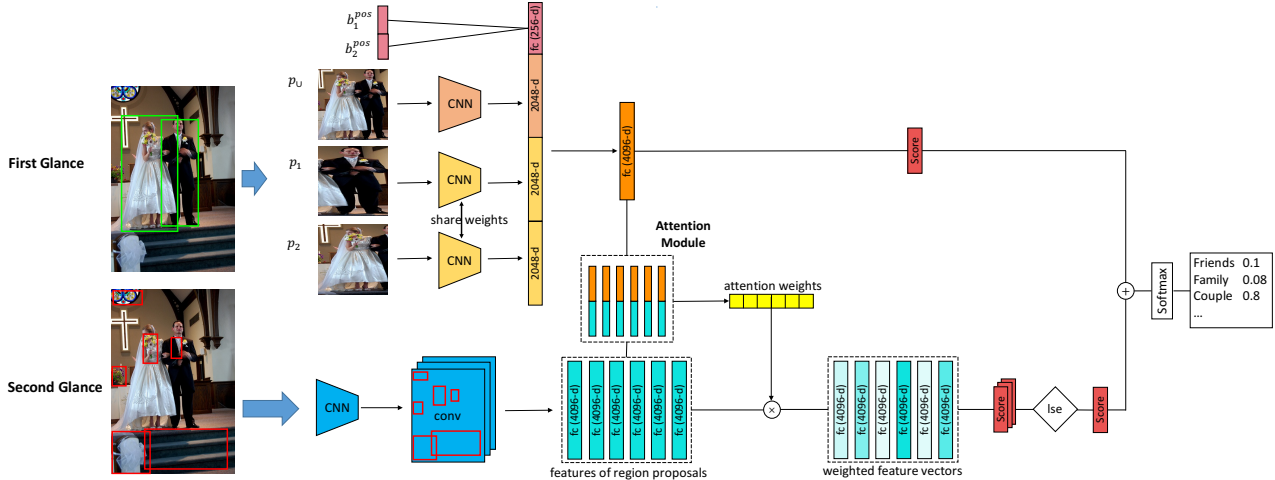 b₁ᵖᵒˢ
b₂ᵖᵒˢ
fc (256-d)
p∪
CNN
2048-d
First Glance
p₁
CNN
2048-d
share weights
p₂
CNN
2048-d
fc (4096-d)
Score
Attention
Module
attention weights
+
Softmax
Friends 0.1
Family 0.08
Couple 0.8
...
Second Glance
CNN
conv
fc (4096-d)
fc (4096-d)
fc (4096-d)
fc (4096-d)
fc (4096-d)
fc (4096-d)
features of region proposals
×
fc (4096-d)
fc (4096-d)
fc (4096-d)
fc (4096-d)
fc (4096-d)
fc (4096-d)
weighted feature vectors
Score
lse
Score